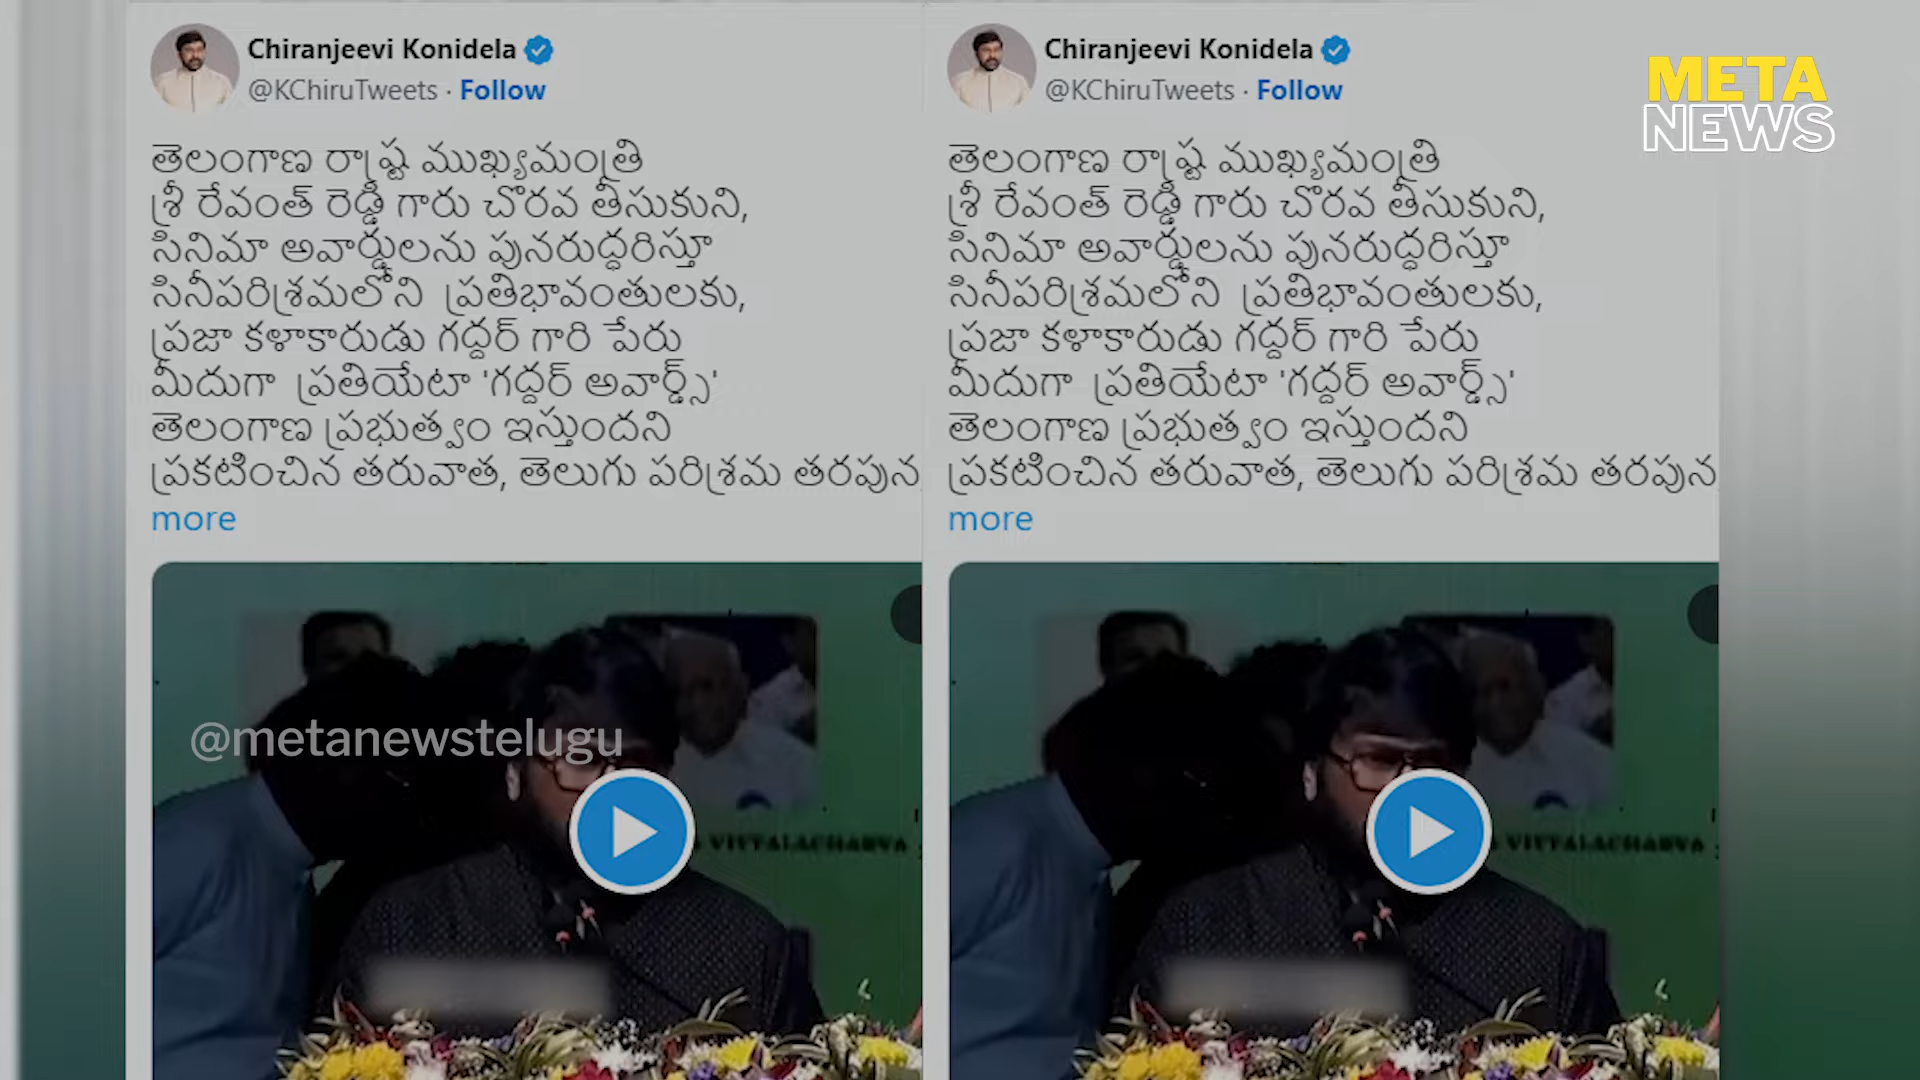 Chiranjeevi Konidela
@KChiruTweets · Follow
తెలంగాణ రాష్ట్ర ముఖ్యమంత్రి
శ్రీ రేవంత్ రెడ్డి గారు చొరవ తీసుకుని,
సినిమా అవార్డులను పునరుద్ధరిస్తూ
సినీపరిశ్రమలోని ప్రతిభావంతులకు,
ప్రజా కళాకారుడు గద్దర్ గారి పేరు
మీదుగా ప్రతియేటా 'గద్దర్ అవార్డ్స్'
తెలంగాణ ప్రభుత్వం ఇస్తుందని
ప్రకటించిన తరువాత, తెలుగు పరిశ్రమ తరపున
more
@metanewstelugu
VITTALACHARYA
Chiranjeevi Konidela
@KChiruTweets · Follow
తెలంగాణ రాష్ట్ర ముఖ్యమంత్రి
శ్రీ రేవంత్ రెడ్డి గారు చొరవ తీసుకుని,
సినిమా అవార్డులను పునరుద్ధరిస్తూ
సినీపరిశ్రమలోని ప్రతిభావంతులకు,
ప్రజా కళాకారుడు గద్దర్ గారి పేరు
మీదుగా ప్రతియేటా 'గద్దర్ అవార్డ్స్'
తెలంగాణ ప్రభుత్వం ఇస్తుందని
ప్రకటించిన తరువాత, తెలుగు పరిశ్రమ తరపున
more
VITTALACHARYA
META
NEWS